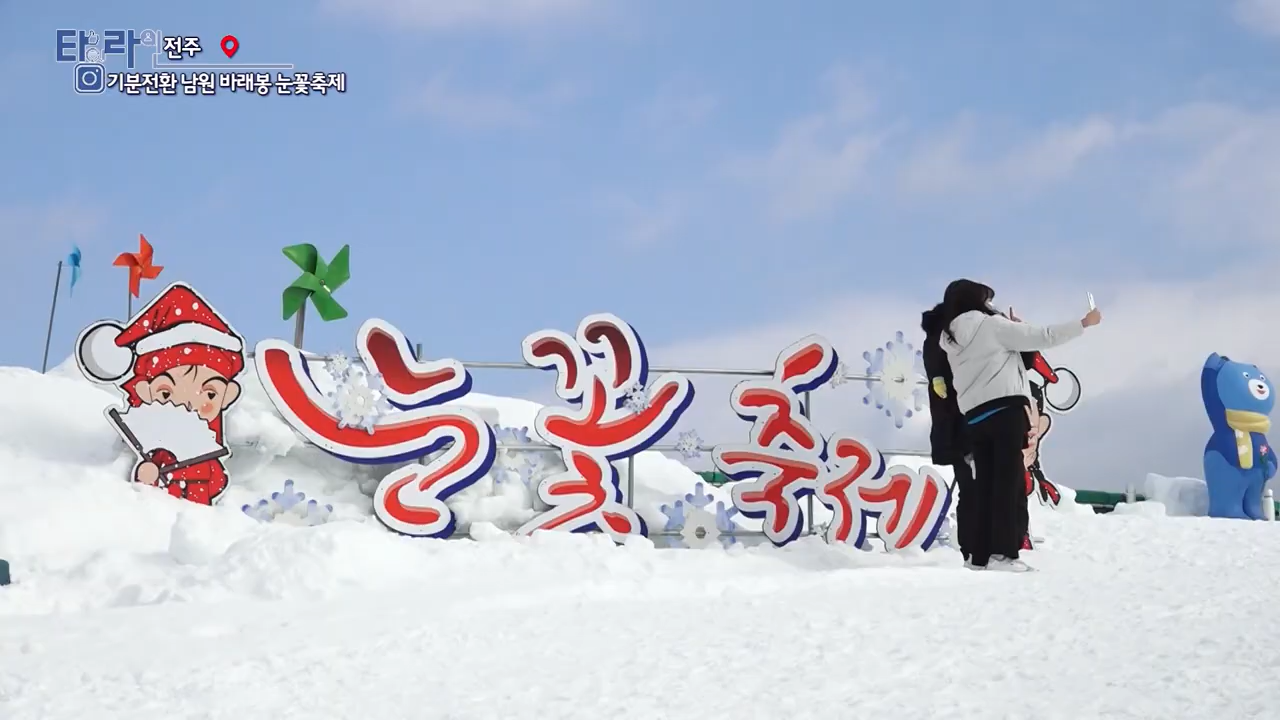 타라의 전주
기분전환 남원 바래봉 눈꽃축제
눈꽃 축제